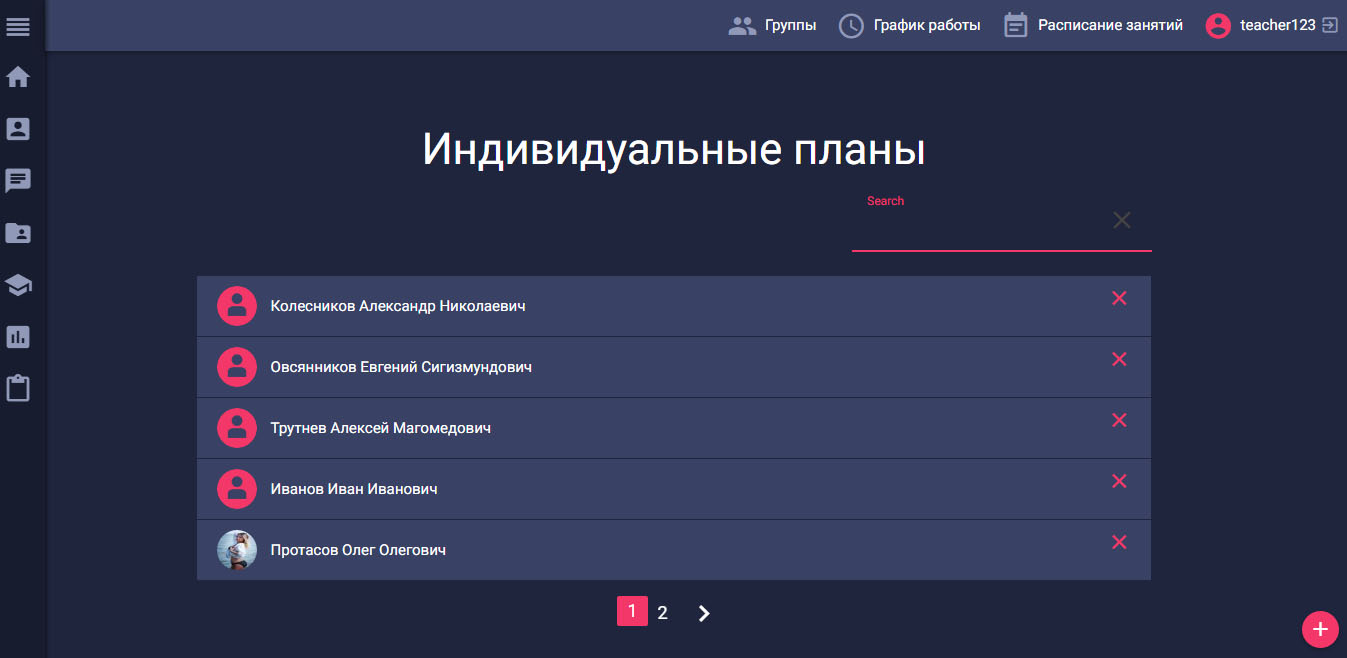 Группы График работы Расписание занятий teacher123
Индивидуальные планы
Search
Колесников Александр Николаевич
Овсянников Евгений Сигизмундович
Трутнев Алексей Магомедович
Иванов Иван Иванович
Протасов Олег Олегович
1 2